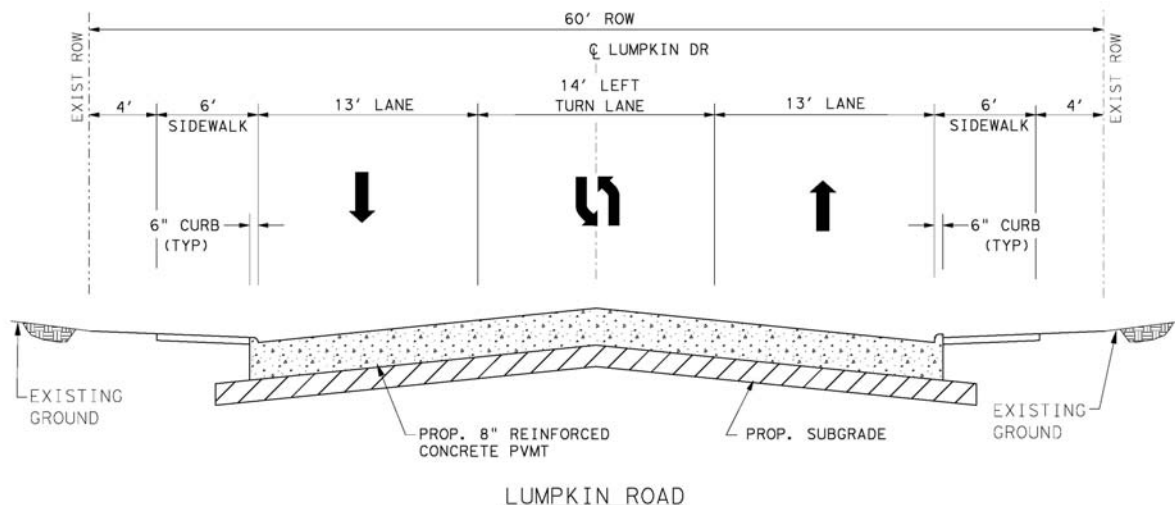 60' ROW
℄ LUMPKIN DR
EXIST ROW
EXIST ROW
4'
6'
SIDEWALK
13' LANE
14' LEFT
TURN LANE
13' LANE
6'
SIDEWALK
4'
6" CURB
(TYP)
6" CURB
(TYP)
EXISTING
GROUND
PROP. 8" REINFORCED
CONCRETE PVMT
PROP. SUBGRADE
EXISTING
GROUND
LUMPKIN ROAD